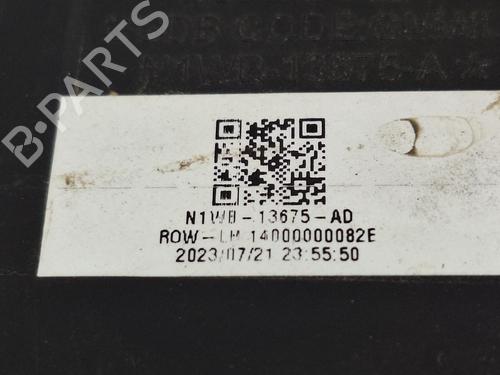 B-PARTS
N1WB-13675-AD
ROW-LH 14000000082E
2023/07/21 23:55:50